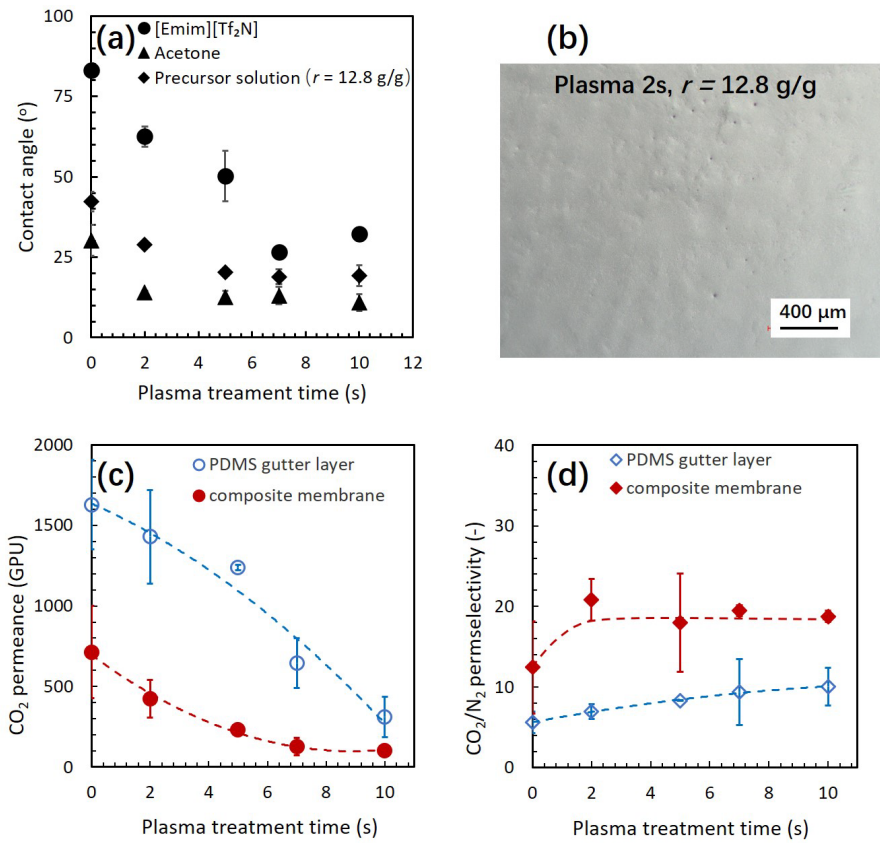 (a)
[Emim][Tf₂N]
Acetone
Precursor solution (r = 12.8 g/g)
100
75
50
25
0
Contact angle (º)
0 2 4 6 8 10 12
Plasma treament time (s)
(b)
Plasma 2s, r = 12.8 g/g
400 μm
(c)
PDMS gutter layer
composite membrane
2000
1500
1000
500
0
CO₂ permeance (GPU)
0 2 4 6 8 10
Plasma treatment time (s)
(d)
PDMS gutter layer
composite membrane
40
30
20
10
0
CO₂/N₂ permselectivity (-)
0 2 4 6 8 10
Plasma treatment time (s)